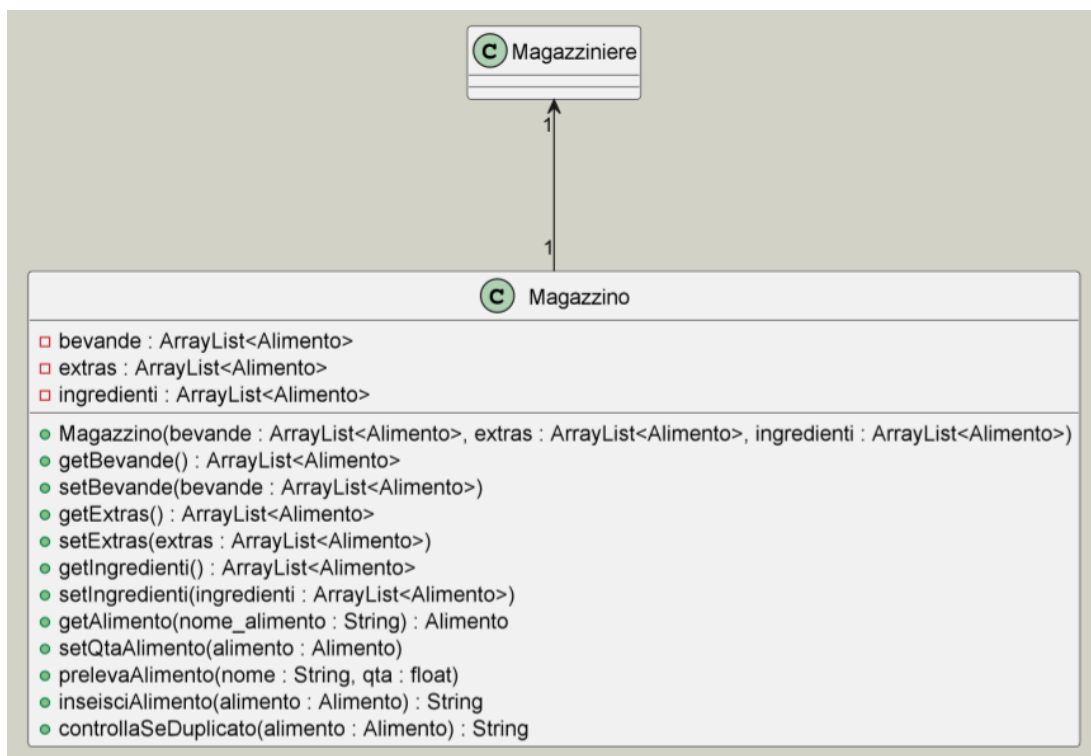 C Magazziniere
1
1
C Magazzino
bevande : ArrayList<Alimento>
extras : ArrayList<Alimento>
ingredienti : ArrayList<Alimento>
Magazzino(bevande : ArrayList<Alimento>, extras : ArrayList<Alimento>, ingredienti : ArrayList<Alimento>)
getBevande() : ArrayList<Alimento>
setBevande(bevande : ArrayList<Alimento>)
getExtras() : ArrayList<Alimento>
setExtras(extras : ArrayList<Alimento>)
getIngredienti() : ArrayList<Alimento>
setIngredienti(ingredienti : ArrayList<Alimento>)
getAlimento(nome_alimento : String) : Alimento
setQtaAlimento(alimento : Alimento)
prelevaAlimento(nome : String, qta : float)
inseisciAlimento(alimento : Alimento) : String
controllaSeDuplicato(alimento : Alimento) : String